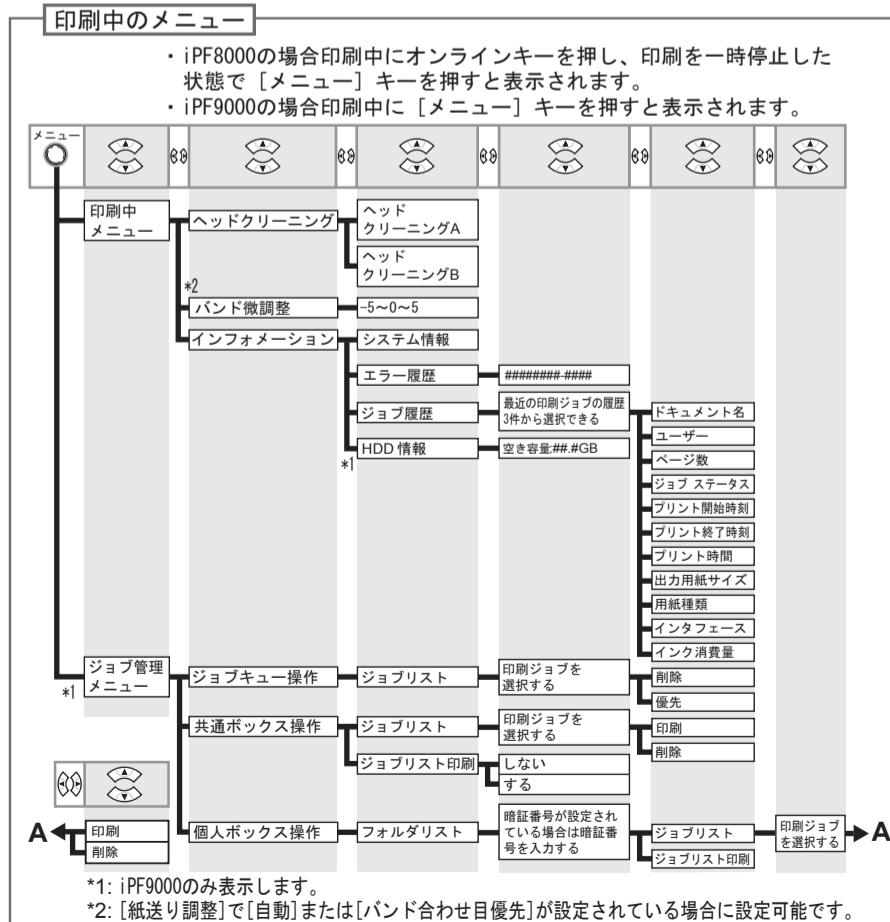 印刷中のメニュー
・iPF8000の場合印刷中にオンラインキーを押し、印刷を一時停止した
状態で［メニュー］キーを押すと表示されます。
・iPF9000の場合印刷中に［メニュー］キーを押すと表示されます。
メニュー
印刷中
メニュー
ヘッドクリーニング
ヘッド
クリーニングA
ヘッド
クリーニングB
*2
バンド微調整
-5～0～5
インフォメーション
システム情報
エラー履歴
########-####
ジョブ履歴
最近の印刷ジョブの履歴
3件から選択できる
ドキュメント名
ユーザー
ページ数
ジョブ ステータス
プリント開始時刻
プリント終了時刻
プリント時間
出力用紙サイズ
用紙種類
インタフェース
インク消費量
*1
HDD 情報
空き容量:##.#GB
*1
ジョブ管理
メニュー
ジョブキュー操作
ジョブリスト
印刷ジョブを
選択する
削除
優先
共通ボックス操作
ジョブリスト
印刷ジョブを
選択する
印刷
削除
ジョブリスト印刷
しない
する
個人ボックス操作
フォルダリスト
暗証番号が設定され
ている場合は暗証番
号を入力する
ジョブリスト
ジョブリスト印刷
印刷ジョブ
を選択する
A
A
印刷
削除
*1: iPF9000のみ表示します。
*2: [紙送り調整]で[自動]または[バンド合わせ目優先]が設定されている場合に設定可能です。